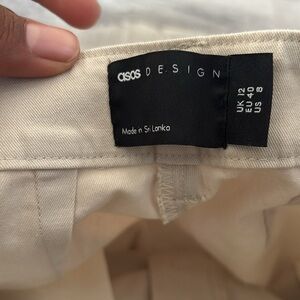 asos DESIGN
Made in Sri Lanka
UK 12
EU 40
US 8